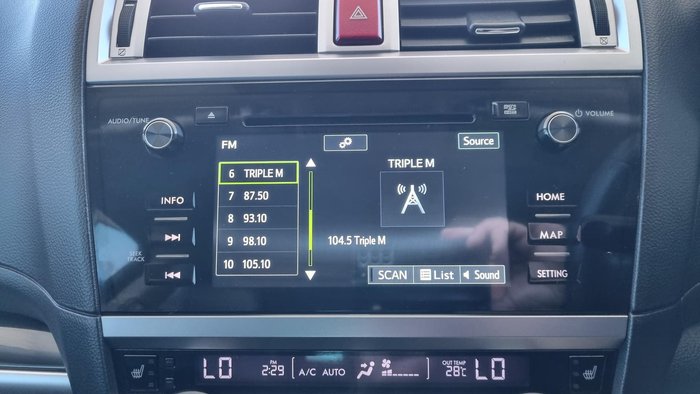 AUDIO/TUNE
VOLUME
FM
Source
6 TRIPLE M
7 87.50
8 93.10
9 98.10
10 105.10
TRIPLE M
104.5 Triple M
SCAN
List
Sound
INFO
SEEK
TRACK
HOME
MAP
SETTING
LO
PM
2:29
A/C AUTO
OUT TEMP
28°C
LO